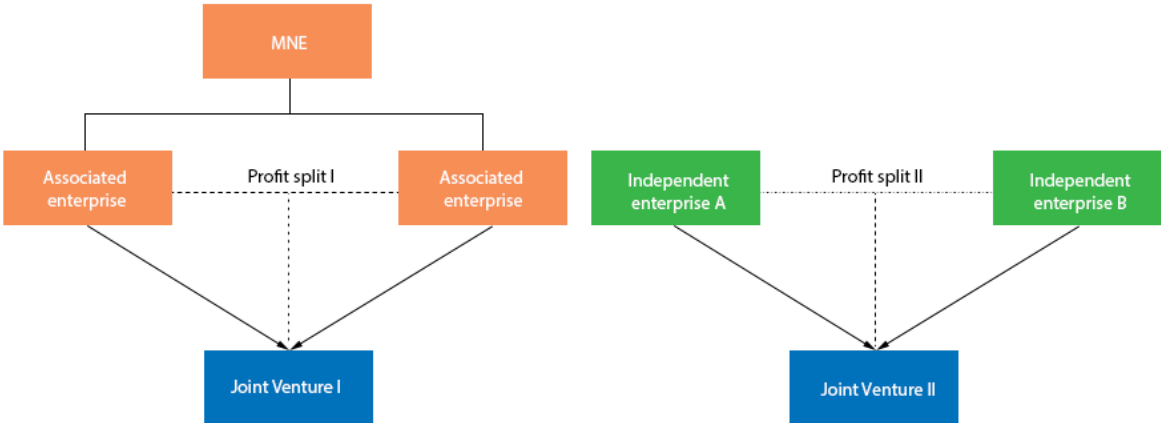 MNE
Associated
enterprise
Profit split I
Associated
enterprise
Independent
enterprise A
Profit split II
Independent
enterprise B
Joint Venture I
Joint Venture II